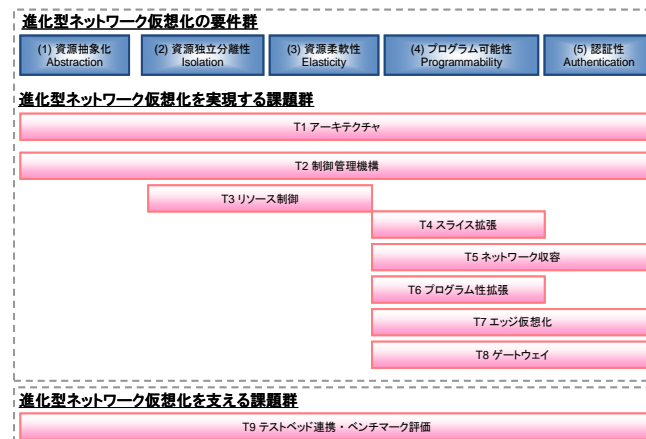 進化型ネットワーク仮想化の要件群
(1) 資源抽象化
Abstraction
(2) 資源独立分離性
Isolation
(3) 資源柔軟性
Elasticity
(4) プログラム可能性
Programmability
(5) 認証性
Authentication
進化型ネットワーク仮想化を実現する課題群
T1 アーキテクチャ
T2 制御管理機構
T3 リソース制御
T4 スライス拡張
T5 ネットワーク収容
T6 プログラム性拡張
T7 エッジ仮想化
T8 ゲートウェイ
進化型ネットワーク仮想化を支える課題群
T9 テストベッド連携・ベンチマーク評価